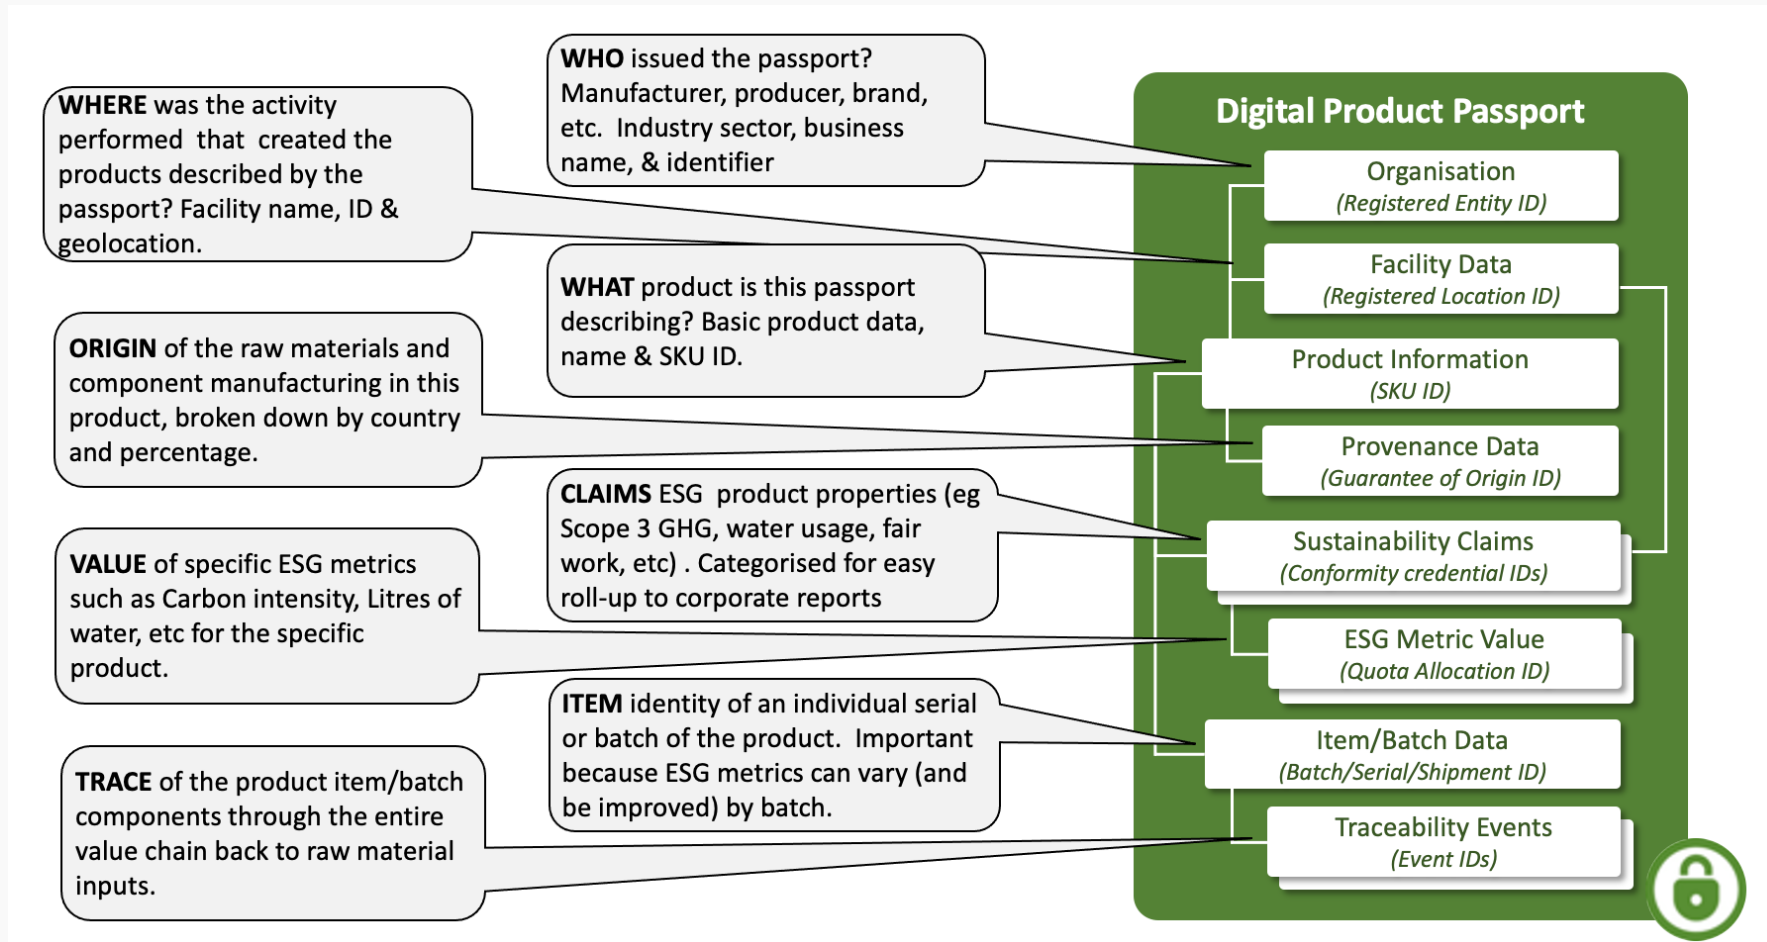 WHO issued the passport?
Manufacturer, producer, brand,
etc. Industry sector, business
name, & identifier
WHERE was the activity
performed that created the
products described by the
passport? Facility name, ID &
geolocation.
WHAT product is this passport
describing? Basic product data,
name & SKU ID.
ORIGIN of the raw materials and
component manufacturing in this
product, broken down by country
and percentage.
CLAIMS ESG product properties (eg
Scope 3 GHG, water usage, fair
work, etc) . Categorised for easy
roll-up to corporate reports
VALUE of specific ESG metrics
such as Carbon intensity, Litres of
water, etc for the specific
product.
ITEM identity of an individual serial
or batch of the product. Important
because ESG metrics can vary (and
be improved) by batch.
TRACE of the product item/batch
components through the entire
value chain back to raw material
inputs.
Digital Product Passport
Organisation
(Registered Entity ID)
Facility Data
(Registered Location ID)
Product Information
(SKU ID)
Provenance Data
(Guarantee of Origin ID)
Sustainability Claims
(Conformity credential IDs)
ESG Metric Value
(Quota Allocation ID)
Item/Batch Data
(Batch/Serial/Shipment ID)
Traceability Events
(Event IDs)